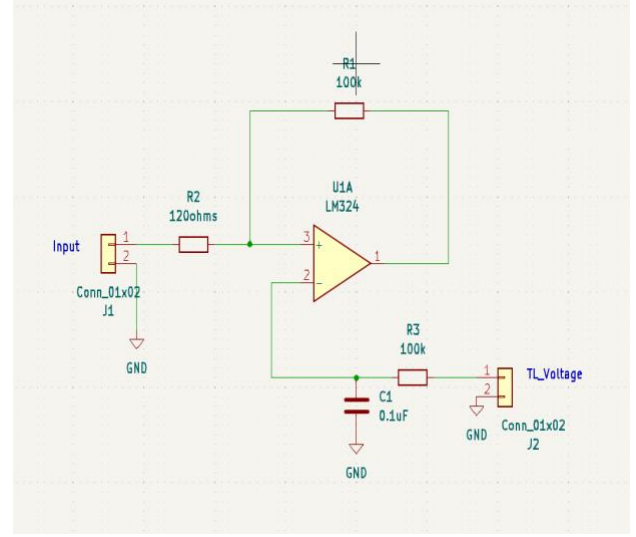 R1
100k
U1A
LM324
R2
120ohms
3
+
1
2
−
Input
1
2
Conn_01x02
J1
GND
R3
100k
C1
0.1uF
GND
1
2
TL_Voltage
GND
Conn_01x02
J2